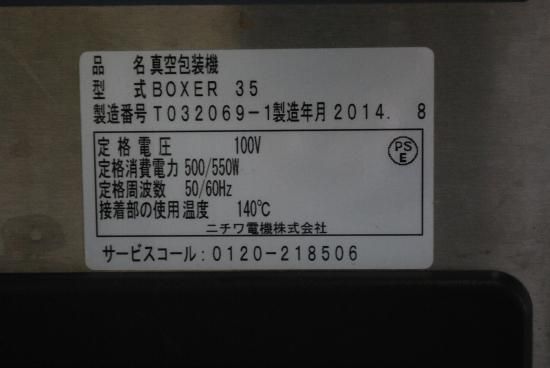 品 名 真空包装機
型 式 BOXER 35
製造番号 T032069-1 製造年月 2014. 8
定格電圧 100V
定格消費電力 500/550W
定格周波数 50/60Hz
接着部の使用温度 140℃
PS
E
ニチワ電機株式会社
サービスコール:0120-218506